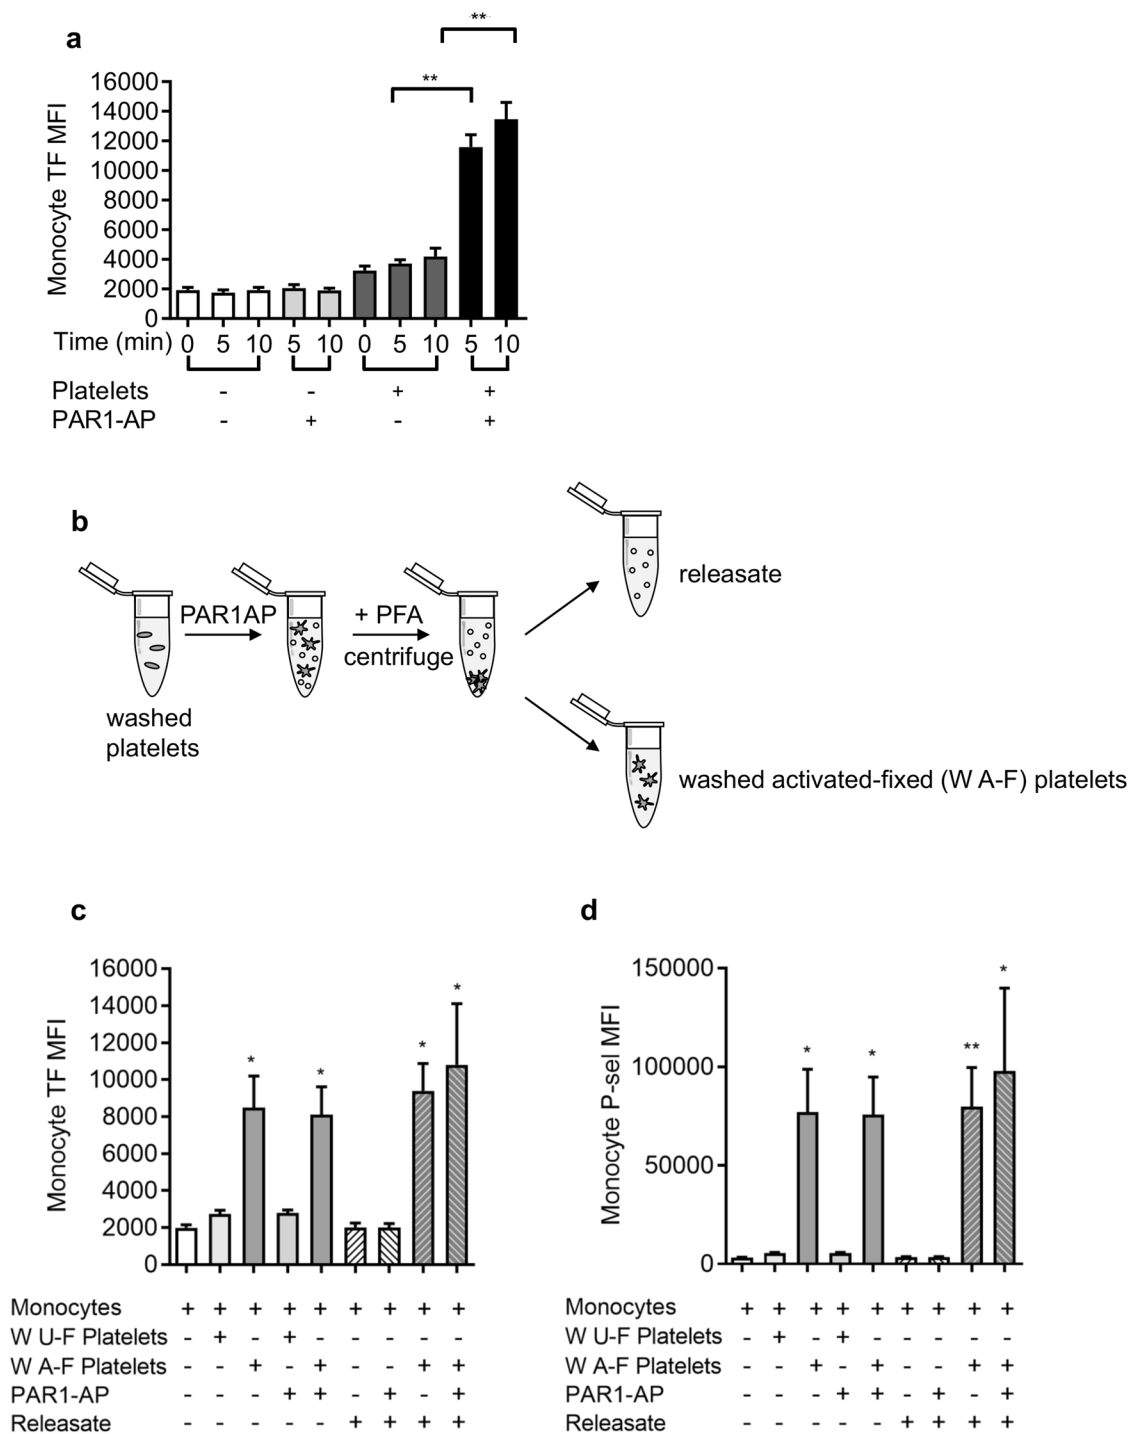 a
**
**
Monocyte TF MFI
16000
14000
12000
10000
8000
6000
4000
2000
0
Time (min) 0 5 10 5 10 0 5 10 5 10
Platelets - - + +
PAR1-AP - + - +
b
PAR1AP
+ PFA
centrifuge
releasate
washed
platelets
washed activated-fixed (W A-F) platelets
c
Monocyte TF MFI
16000
14000
12000
10000
8000
6000
4000
2000
0
* * * *
Monocytes + + + + + + + + +
W U-F Platelets - + - + - - - - -
W A-F Platelets - - + - + - - + +
PAR1-AP - - - + + - + - +
Releasate - - - - - + + + +
d
Monocyte P-sel MFI
150000
100000
50000
0
* * ** *
Monocytes + + + + + + + + +
W U-F Platelets - + - + - - - - -
W A-F Platelets - - + - + - - + +
PAR1-AP - - - + + - + - +
Releasate - - - - - + + + +